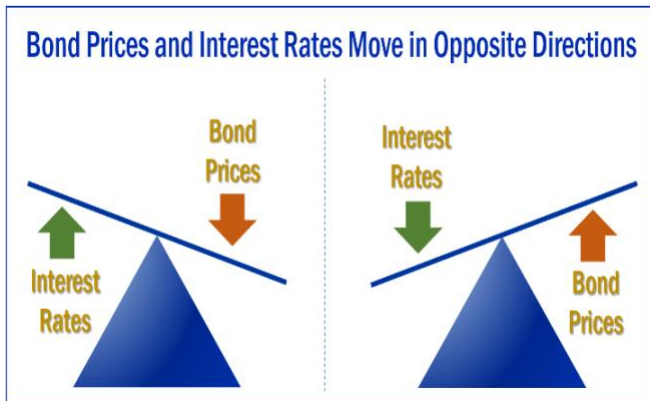 Bond Prices and Interest Rates Move in Opposite Directions
Bond
Prices
Interest
Rates
Interest
Rates
Bond
Prices